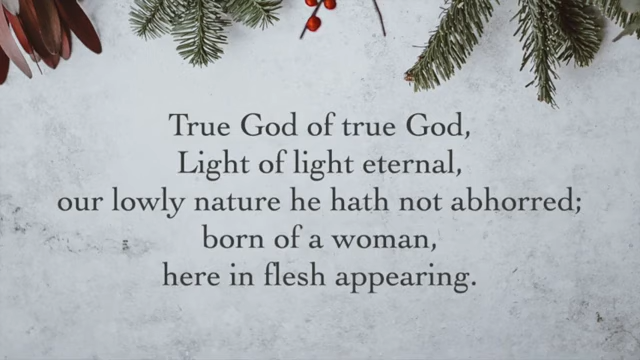 True God of true God,
Light of light eternal,
our lowly nature he hath not abhorred;
born of a woman,
here in flesh appearing.